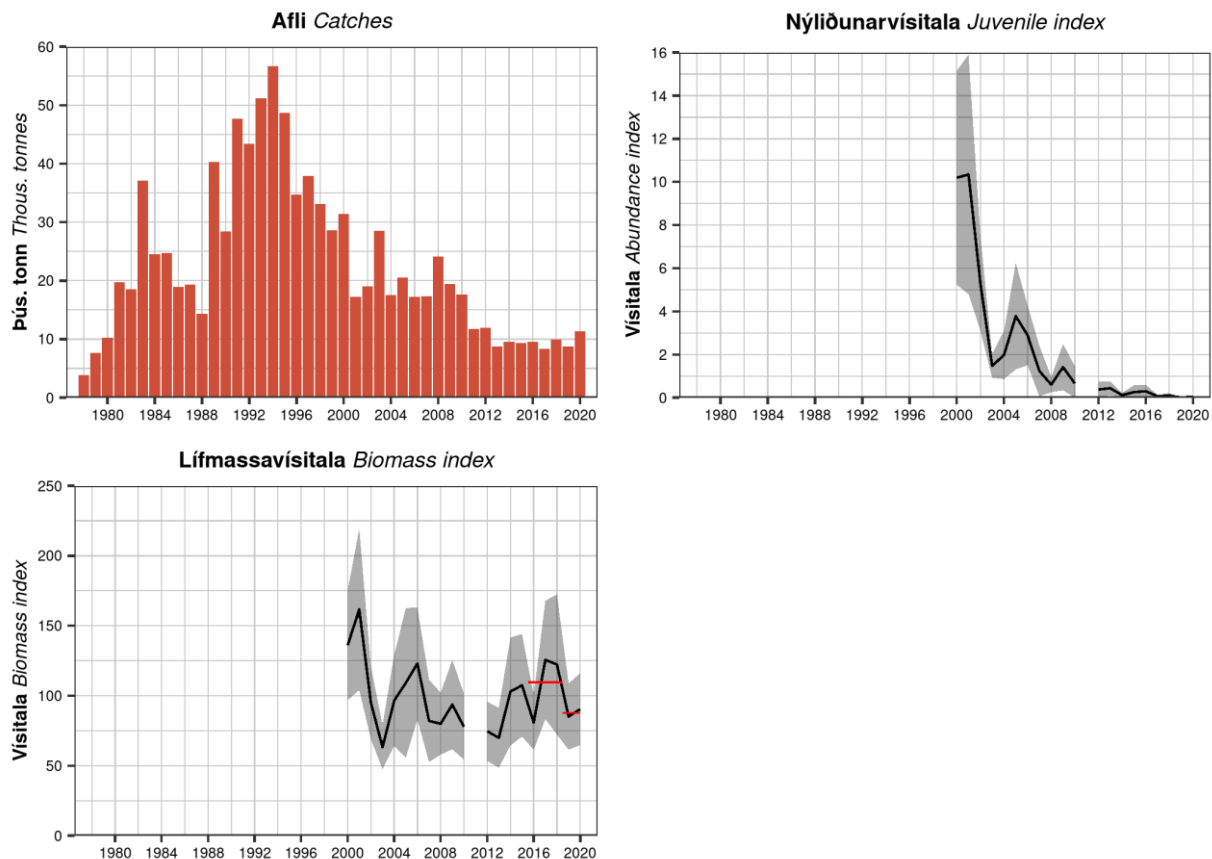 Afli Catches
60
50
40
30
20
10
0
Þús. tonn Thous. tonnes
1980 1984 1988 1992 1996 2000 2004 2008 2012 2016 2020
Nýliðunarvísitala Juvenile index
16
14
12
10
8
6
4
2
0
Vísitala Abundance index
1980 1984 1988 1992 1996 2000 2004 2008 2012 2016 2020
Lífmassavísitala Biomass index
250
200
150
100
50
0
Vísitala Biomass index
1980 1984 1988 1992 1996 2000 2004 2008 2012 2016 2020